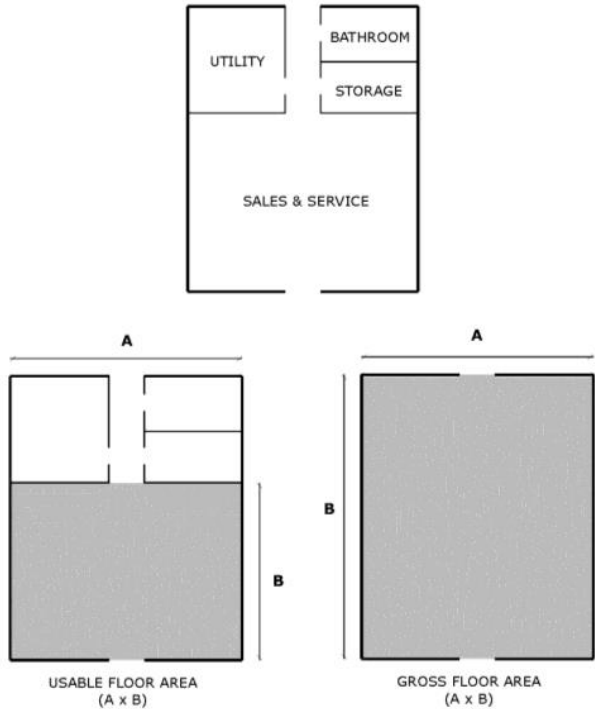 UTILITY
BATHROOM
STORAGE
SALES & SERVICE
A
A
B
B
USABLE FLOOR AREA
(A x B)
GROSS FLOOR AREA
(A x B)